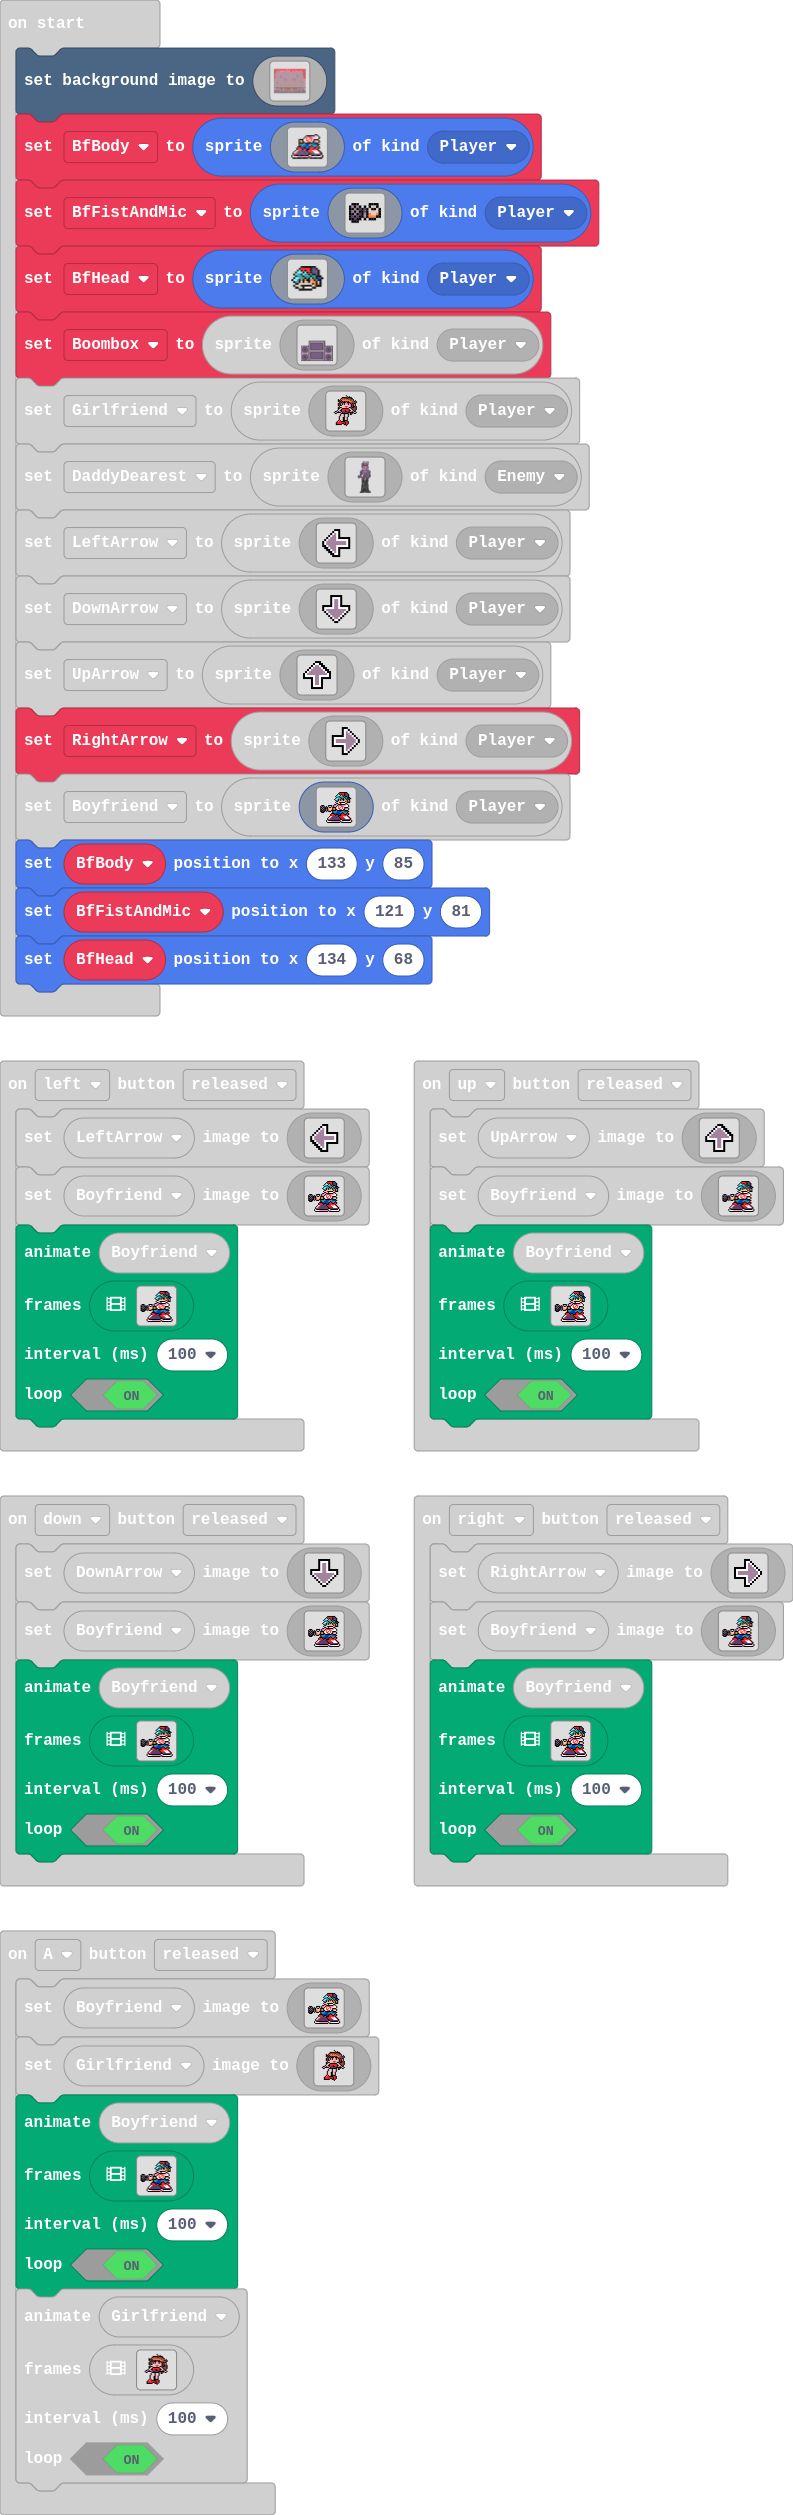 on start
set background image to
set BfBody to sprite of kind Player
set BfFistAndMic to sprite of kind Player
set BfHead to sprite of kind Player
set Boombox to sprite of kind Player
set Girlfriend to sprite of kind Player
set DaddyDearest to sprite of kind Enemy
set LeftArrow to sprite of kind Player
set DownArrow to sprite of kind Player
set UpArrow to sprite of kind Player
set RightArrow to sprite of kind Player
set Boyfriend to sprite of kind Player
set BfBody position to x 133 y 85
set BfFistAndMic position to x 121 y 81
set BfHead position to x 134 y 68
on left button released
set LeftArrow image to
set Boyfriend image to
animate Boyfriend
frames
interval (ms) 100
loop ON
on up button released
set UpArrow image to
set Boyfriend image to
animate Boyfriend
frames
interval (ms) 100
loop ON
on down button released
set DownArrow image to
set Boyfriend image to
animate Boyfriend
frames
interval (ms) 100
loop ON
on right button released
set RightArrow image to
set Boyfriend image to
animate Boyfriend
frames
interval (ms) 100
loop ON
on A button released
set Boyfriend image to
set Girlfriend image to
animate Boyfriend
frames
interval (ms) 100
loop ON
animate Girlfriend
frames
interval (ms) 100
loop ON